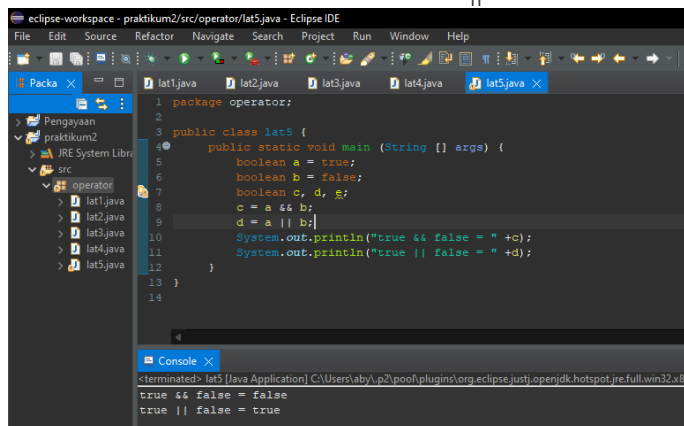 eclipse-workspace - praktikum2/src/operator/lat5.java - Eclipse IDE
File Edit Source Refactor Navigate Search Project Run Window Help
Packa lat1.java lat2.java lat3.java lat4.java lat5.java
Pengayaan
praktikum2
JRE System Libra
src
operator
lat1.java
lat2.java
lat3.java
lat4.java
lat5.java
1 package operator;
2
3 public class lat5 {
4 public static void main (String [] args) {
5 boolean a = true;
6 boolean b = false;
7 boolean c, d, e;
8 c = a && b;
9 d = a || b;
10 System.out.println("true && false = " +c);
11 System.out.println("true || false = " +d);
12 }
13 }
14
Console
<terminated> lat5 [Java Application] C:\Users\aby\.p2\pool\plugins\org.eclipse.justj.openjdk.hotspot.jre.full.win32.x8
true && false = false
true || false = true